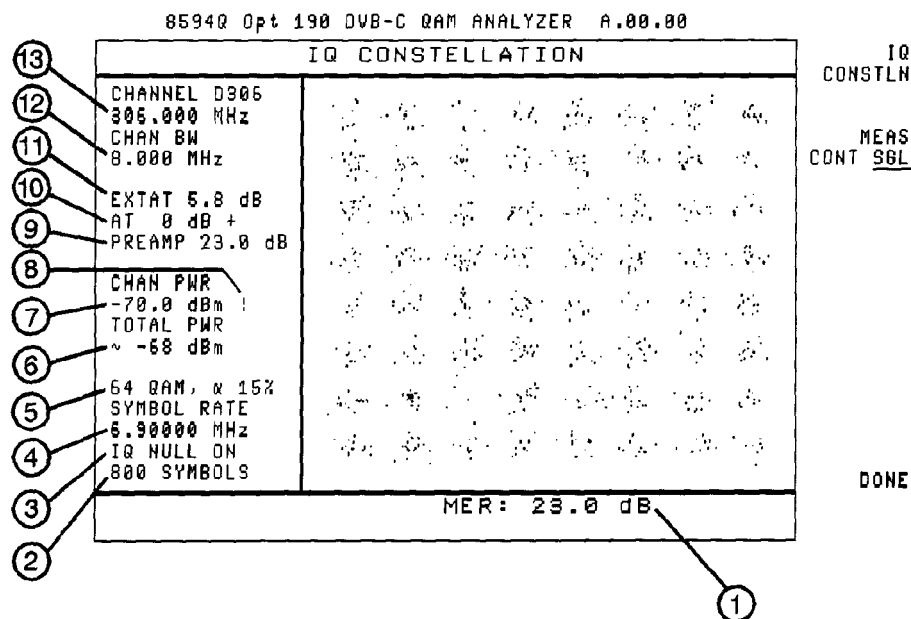 8594Q Opt 190 DVB-C QAM ANALYZER A.00.00
IQ CONSTELLATION
IQ
CONSTLN
MEAS
CONT SGL
DONE
13
12
11
10
9
8
7
6
5
4
3
2
1
CHANNEL D306
306.000 MHz
CHAN BW
8.000 MHz
EXTAT 5.8 dB
AT 0 dB +
PREAMP 23.0 dB
CHAN PWR
-70.0 dBm !
TOTAL PWR
~ -68 dBm
64 QAM, α 15%
SYMBOL RATE
6.90000 MHz
IQ NULL ON
800 SYMBOLS
MER: 23.0 dB